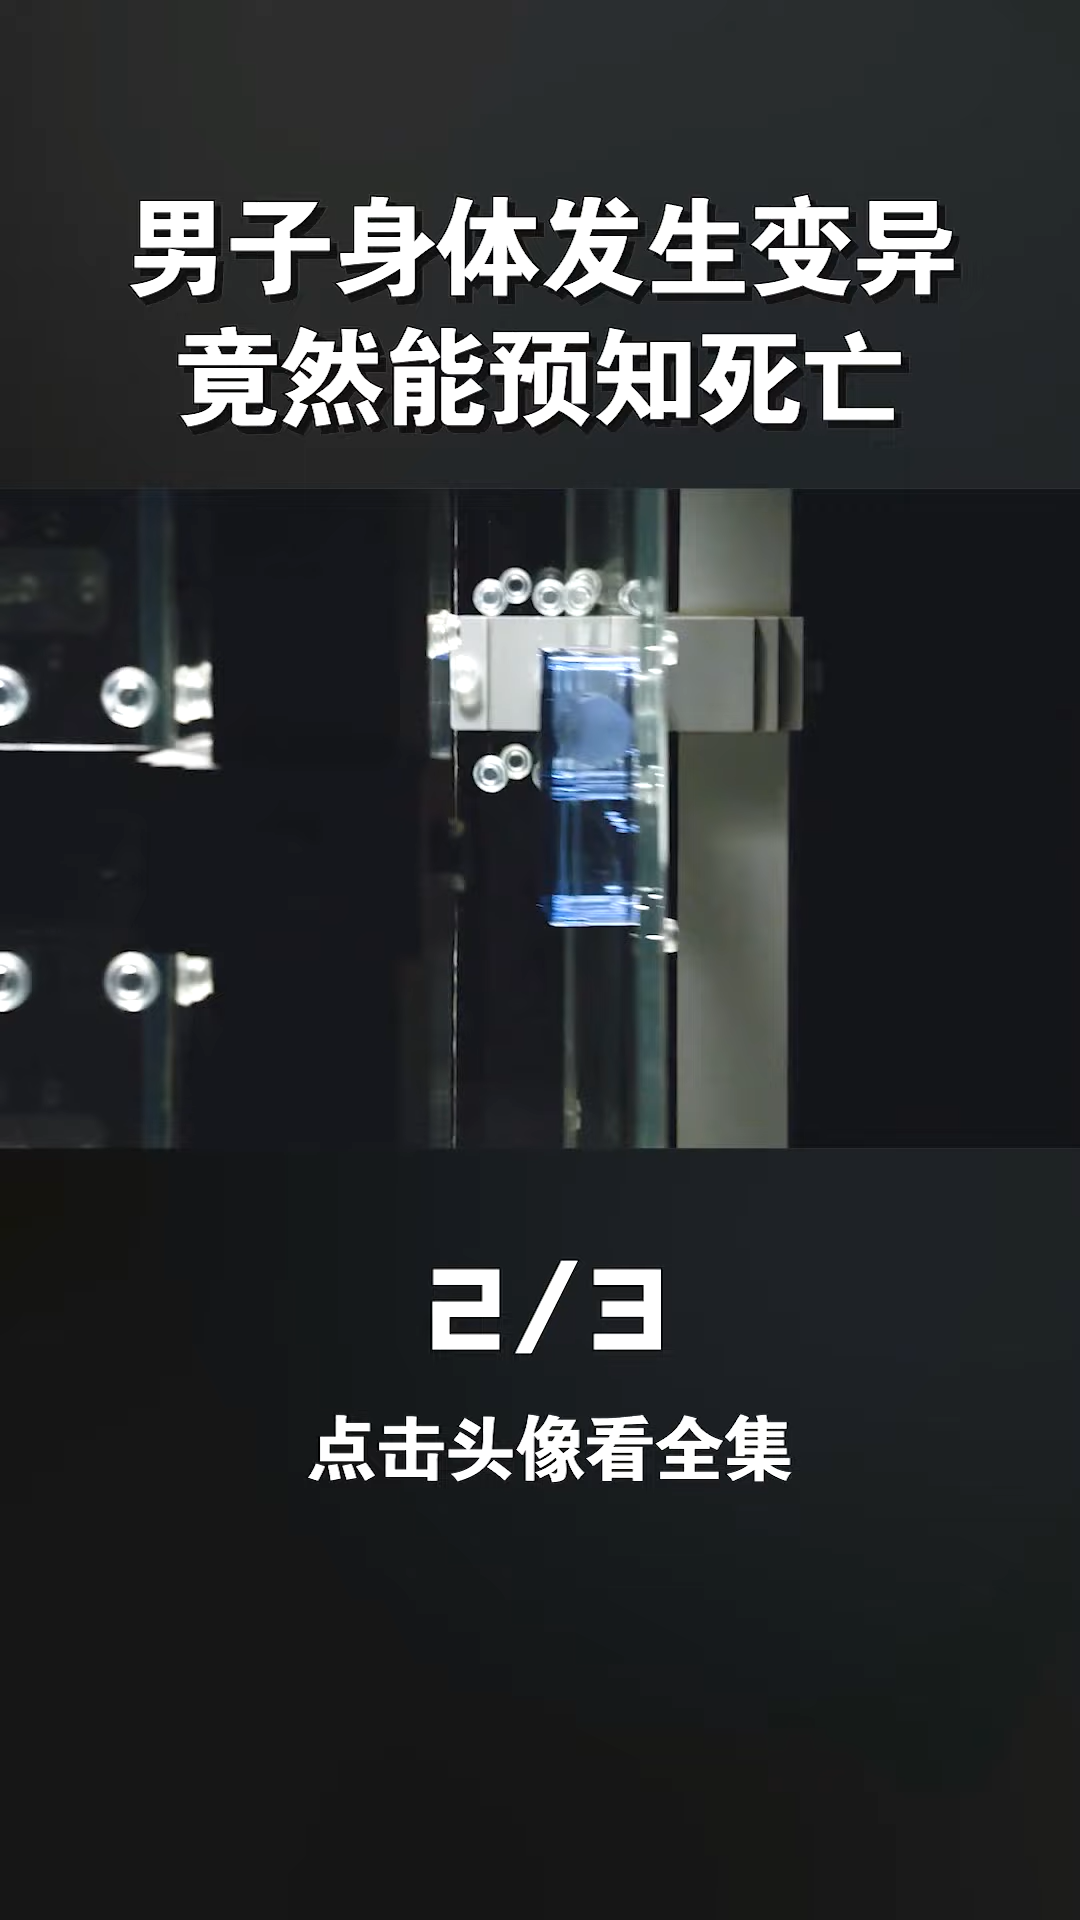 男子身体发生变异
竟然能预知死亡
2/3
点击头像看全集